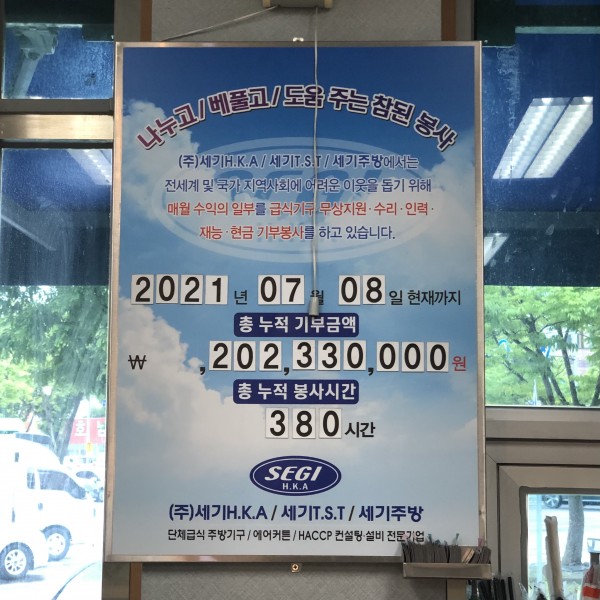 나누고/베풀고/도움 주는 참된 봉사
(주)세기H.K.A / 세기T.S.T / 세기주방에서는
전세계 및 국가 지역사회에 어려운 이웃을 돕기 위해
매월 수익의 일부를 급식기구 무상지원·수리·인력·
재능·현금 기부봉사를 하고 있습니다.
2021 년 07 월 08 일 현재까지
총 누적 기부금액
₩ ,202,330,000 원
총 누적 봉사시간
380 시간
SEGI
H.K.A
(주)세기H.K.A / 세기T.S.T / 세기주방
단체급식 주방기구 / 에어커튼 / HACCP 컨설팅·설비 전문기업